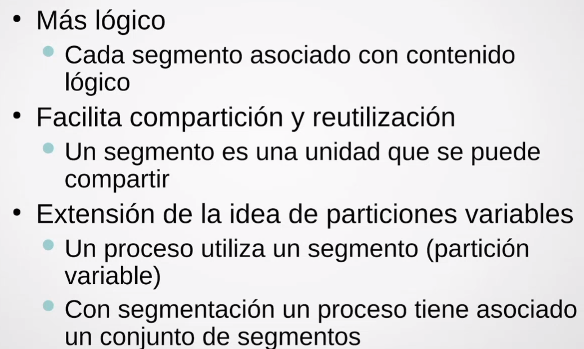 • Más lógico
• Cada segmento asociado con contenido
lógico
• Facilita compartición y reutilización
• Un segmento es una unidad que se puede
compartir
• Extensión de la idea de particiones variables
• Un proceso utiliza un segmento (partición
variable)
• Con segmentación un proceso tiene asociado
un conjunto de segmentos